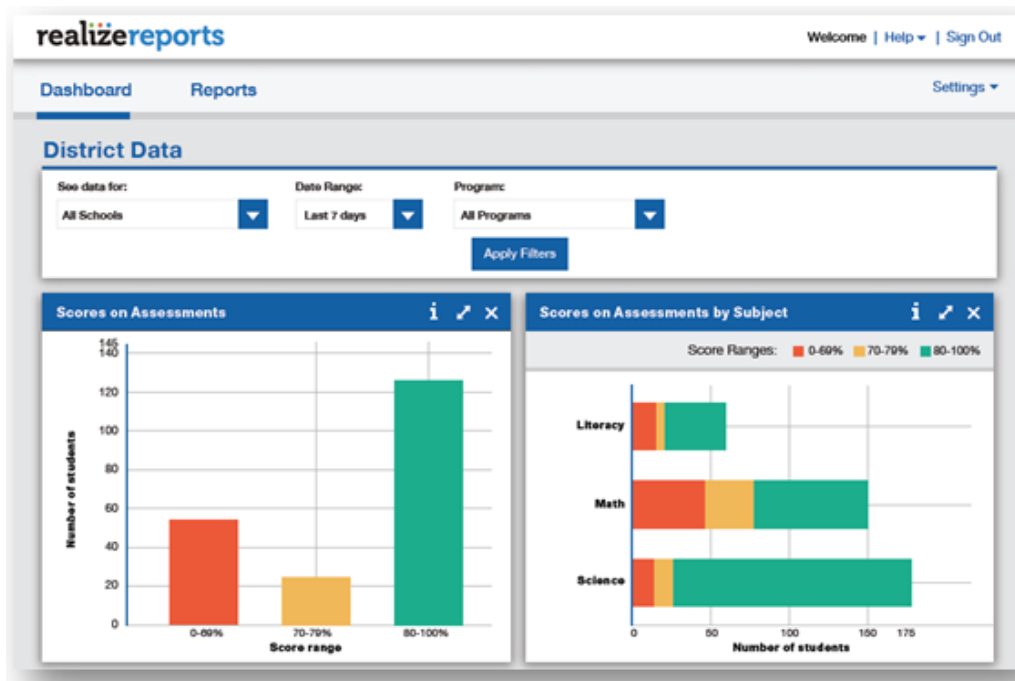 realizereports
Welcome | Help | Sign Out
Dashboard Reports Settings
District Data
See data for: Date Range: Program:
All Schools Last 7 days All Programs
Apply Filters
Scores on Assessments i
145
140
120
100
80
60
40
20
0
Number of students
0-69% 70-79% 80-100%
Score range
Scores on Assessments by Subject i
Score Ranges: 0-69% 70-79% 80-100%
Literacy
Math
Science
0 50 100 150 175
Number of students